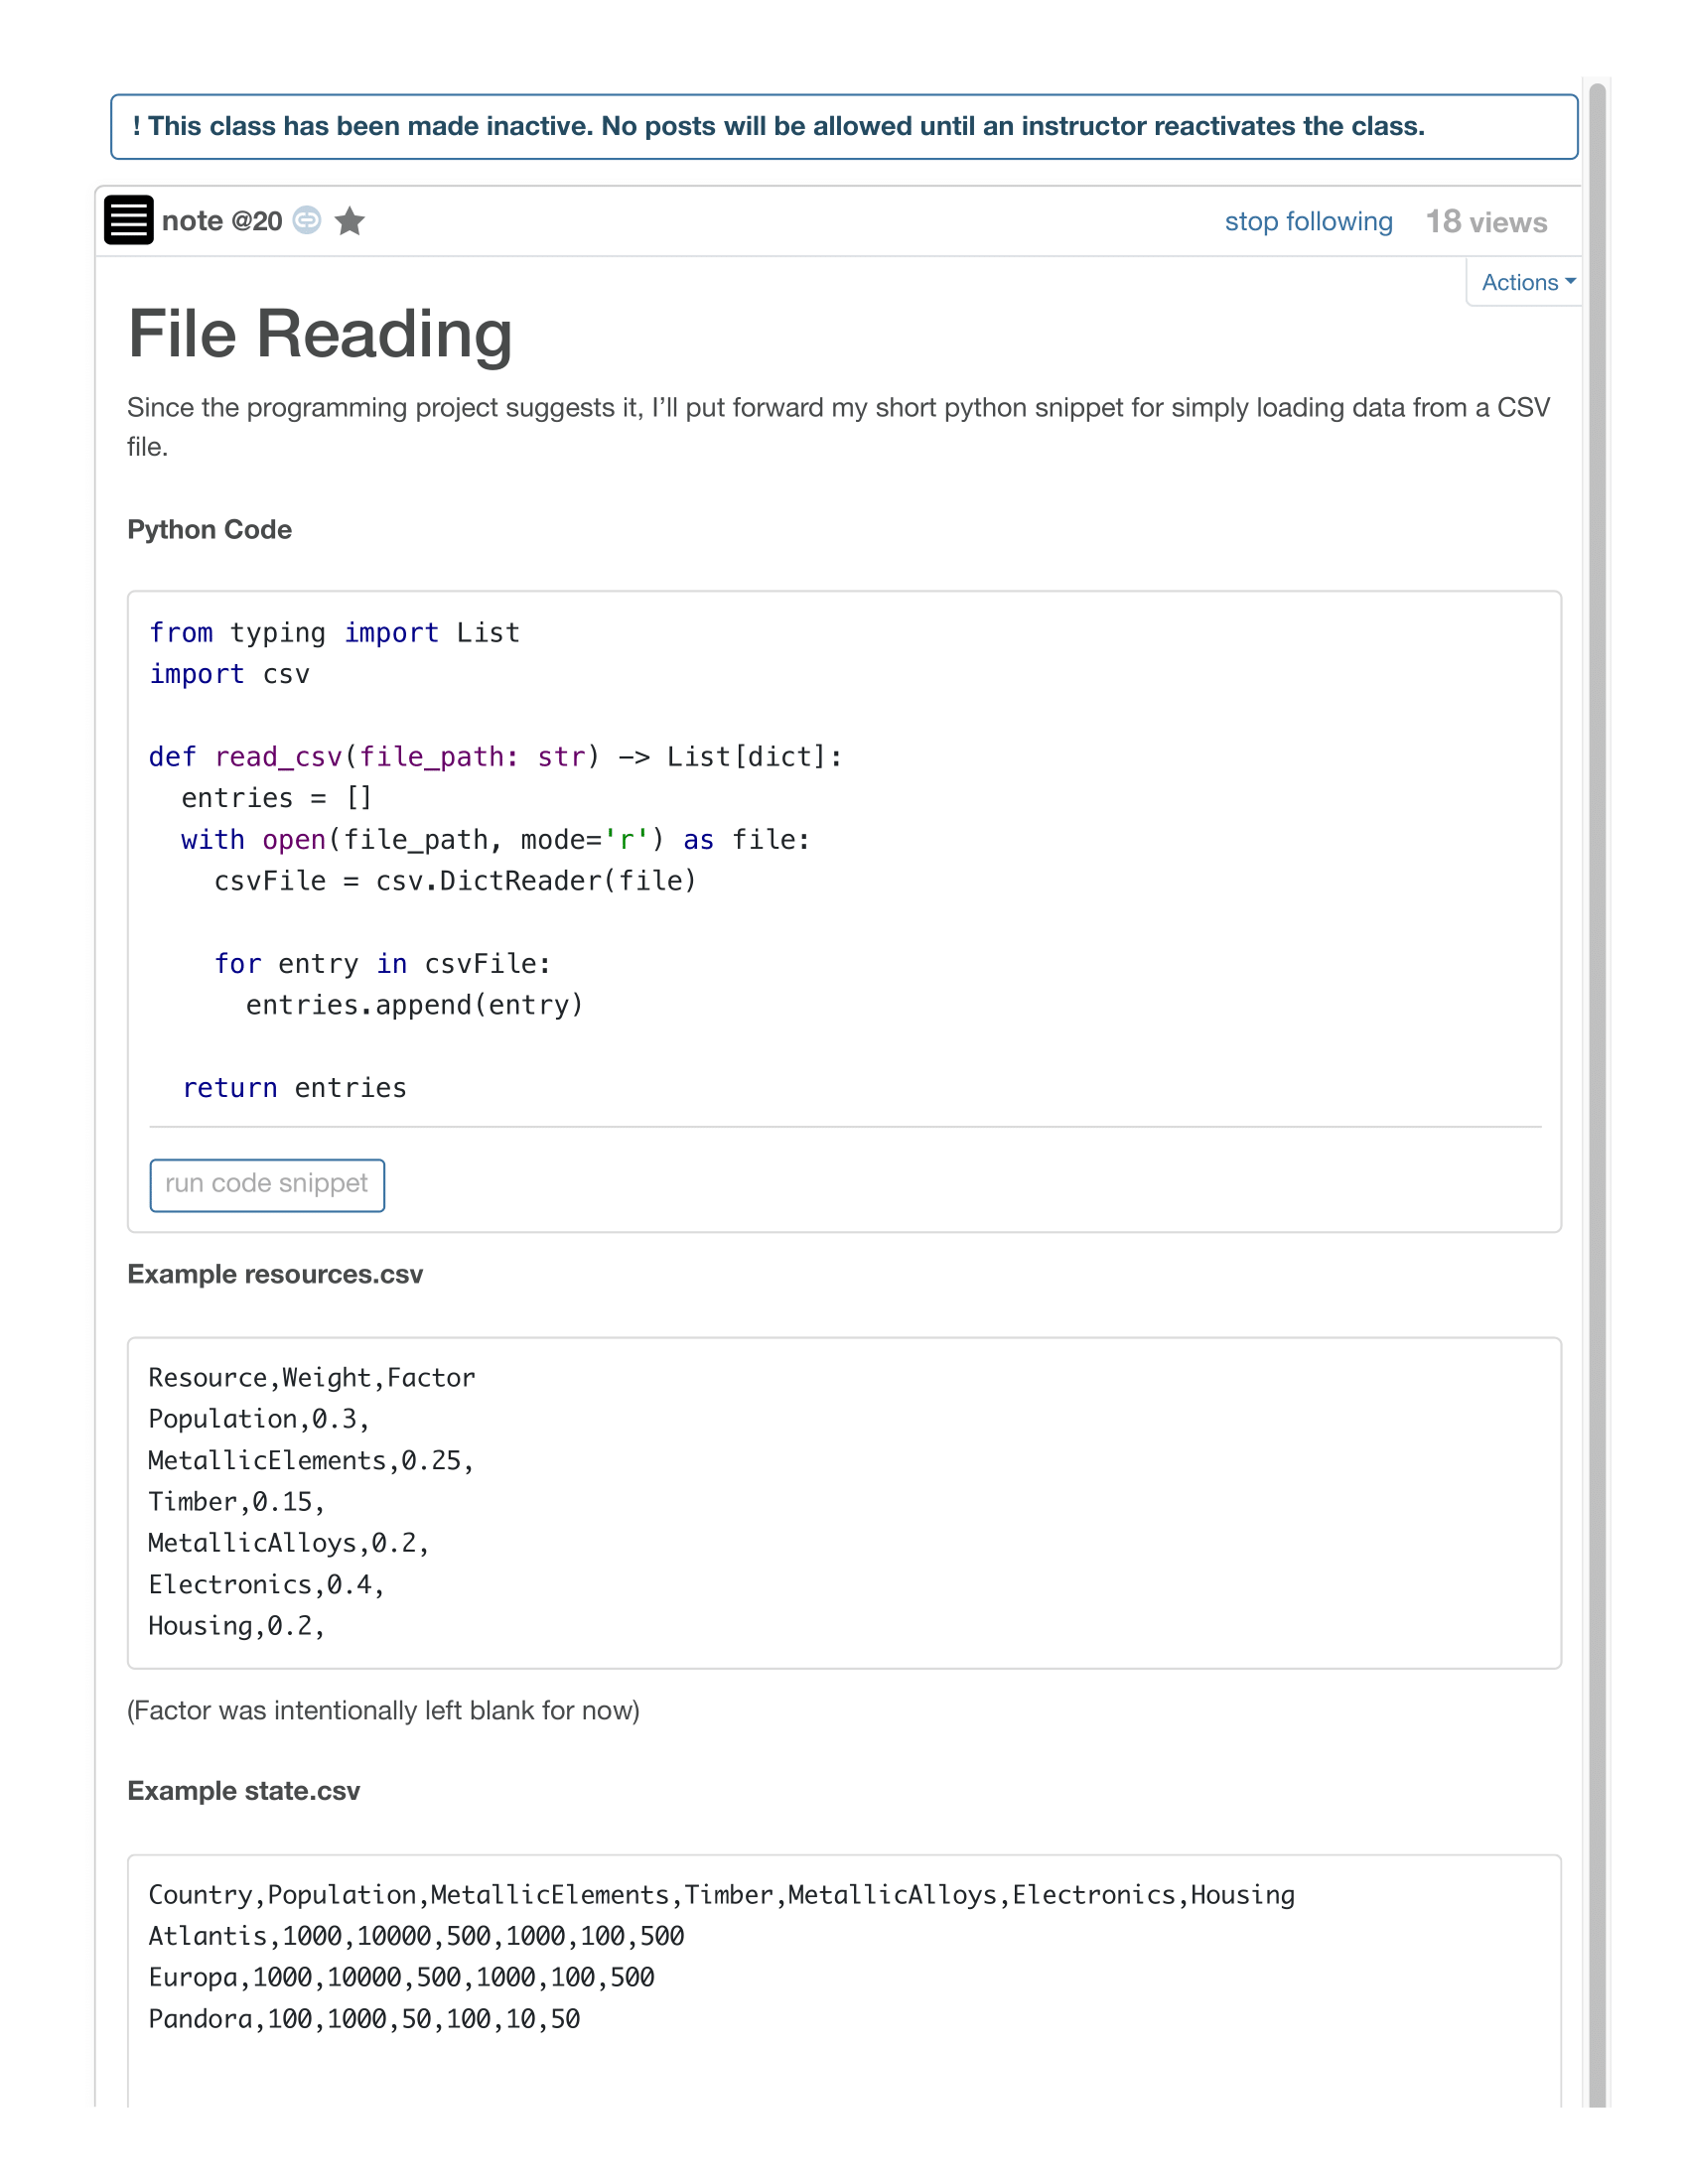 ! This class has been made inactive. No posts will be allowed until an instructor reactivates the class.
note @20
stop following 18 views
Actions
File Reading
Since the programming project suggests it, I’ll put forward my short python snippet for simply loading data from a CSV
file.
Python Code
from typing import List
import csv
def read_csv(file_path: str) –> List[dict]:
  entries = []
  with open(file_path, mode='r') as file:
    csvFile = csv.DictReader(file)
    for entry in csvFile:
      entries.append(entry)
  return entries
run code snippet
Example resources.csv
Resource,Weight,Factor
Population,0.3,
MetallicElements,0.25,
Timber,0.15,
MetallicAlloys,0.2,
Electronics,0.4,
Housing,0.2,
(Factor was intentionally left blank for now)
Example state.csv
Country,Population,MetallicElements,Timber,MetallicAlloys,Electronics,Housing
Atlantis,1000,10000,500,1000,100,500
Europa,1000,10000,500,1000,100,500
Pandora,100,1000,50,100,10,50